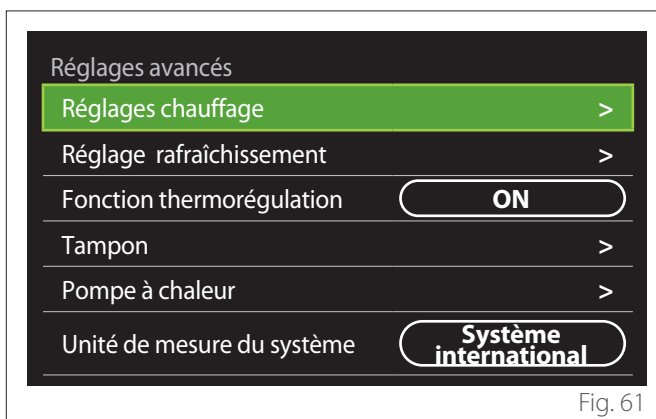 Réglages avancés
Réglages chauffage >
Réglage rafraîchissement >
Fonction thermorégulation ON
Tampon >
Pompe à chaleur >
Unité de mesure du système Système
international
Fig. 61